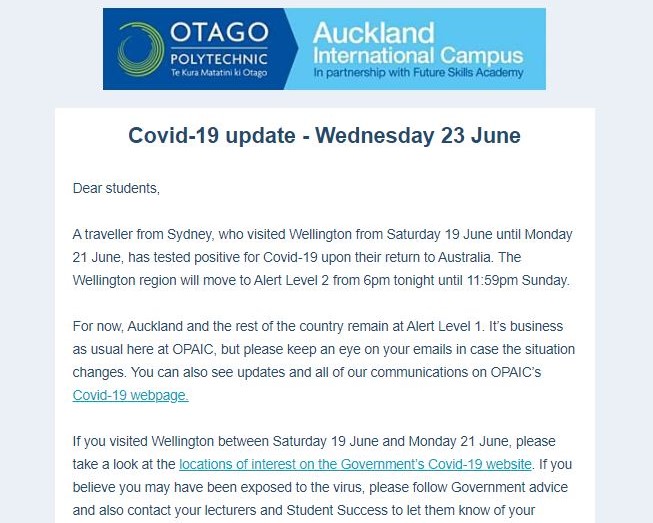 OTAGO
POLYTECHNIC
Te Kura Matatini ki Otago
Auckland
International Campus
In partnership with Future Skills Academy
Covid-19 update - Wednesday 23 June
Dear students,
A traveller from Sydney, who visited Wellington from Saturday 19 June until Monday
21 June, has tested positive for Covid-19 upon their return to Australia. The
Wellington region will move to Alert Level 2 from 6pm tonight until 11:59pm Sunday.
For now, Auckland and the rest of the country remain at Alert Level 1. It’s business
as usual here at OPAIC, but please keep an eye on your emails in case the situation
changes. You can also see updates and all of our communications on OPAIC’s
Covid-19 webpage.
If you visited Wellington between Saturday 19 June and Monday 21 June, please
take a look at the locations of interest on the Government’s Covid-19 website. If you
believe you may have been exposed to the virus, please follow Government advice
and also contact your lecturers and Student Success to let them know of your